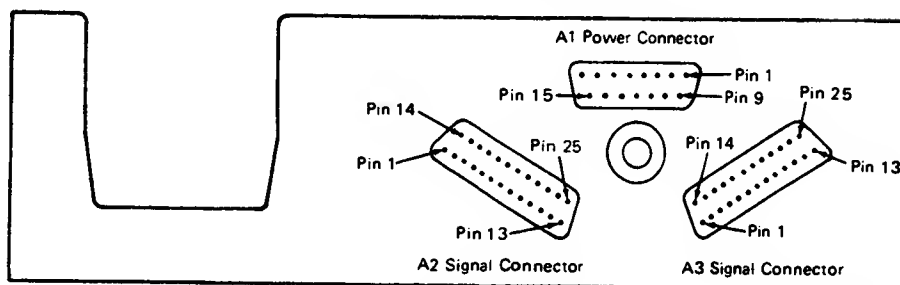 A1 Power Connector
Pin 1
Pin 15
Pin 9
Pin 14
Pin 1
Pin 25
Pin 13
A2 Signal Connector
Pin 25
Pin 14
Pin 13
Pin 1
A3 Signal Connector